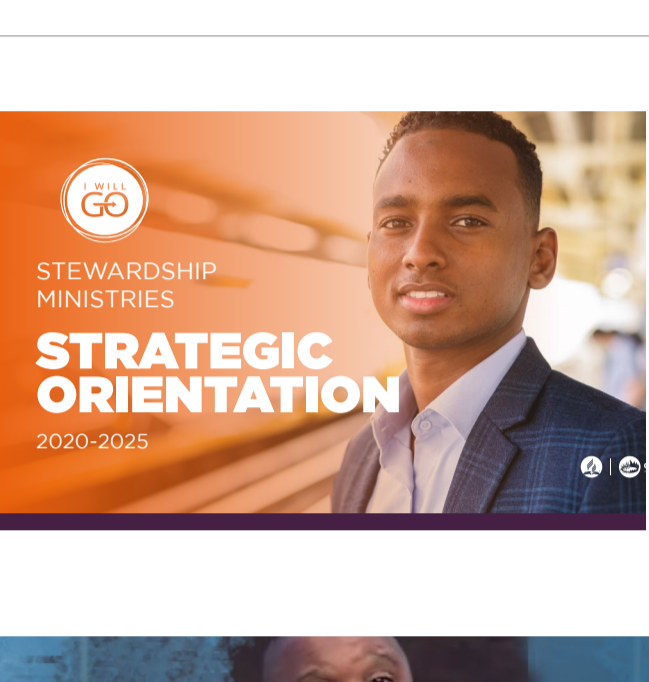 I WILL
GO
STEWARDSHIP
MINISTRIES
STRATEGIC
ORIENTATION
2020-2025